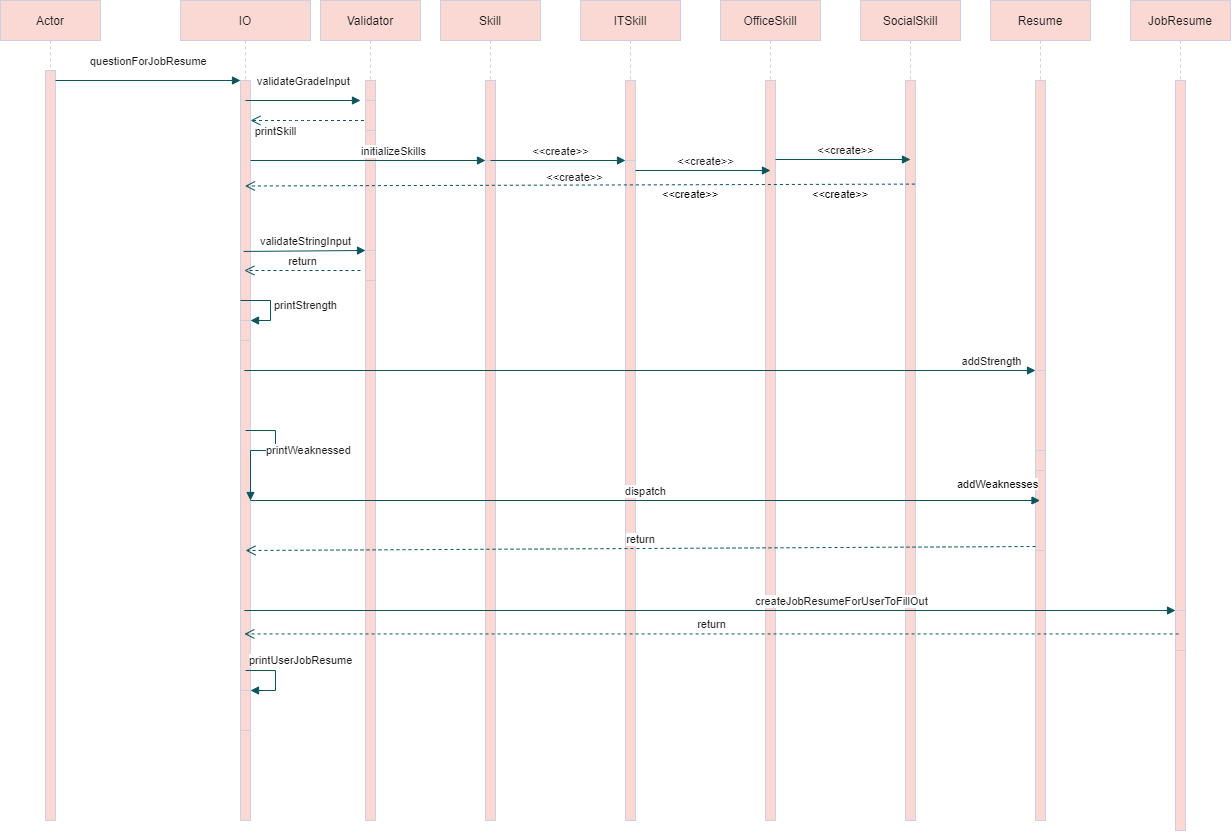 Actor
IO
Validator
Skill
ITSkill
OfficeSkill
SocialSkill
Resume
JobResume
questionForJobResume
validateGradeInput
printSkill
initializeSkills
<<create>>
<<create>>
<<create>>
<<create>>
<<create>>
<<create>>
validateStringInput
return
printStrength
addStrength
printWeaknessed
addWeaknesses
dispatch
return
createJobResumeForUserToFillOut
return
printUserJobResume